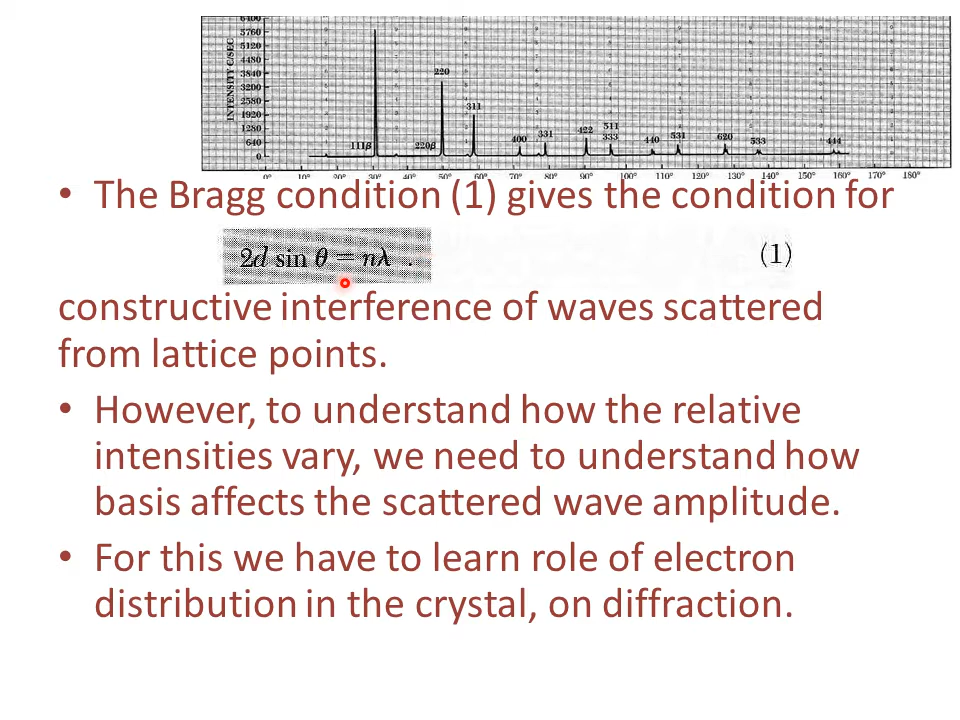 6400
5760
5120
4480
3840
3200
2580
1920
1280
640
0
INTENSITY C/SEC
111β 220β 220 311 400 331 422 511 333 440 531 620 533 444
0° 10° 20° 30° 40° 50° 60° 70° 80° 90° 100° 110° 120° 130° 140° 150° 160° 170° 180°
• The Bragg condition (1) gives the condition for
2d sin θ = nλ . (1)
constructive interference of waves scattered
from lattice points.
• However, to understand how the relative
intensities vary, we need to understand how
basis affects the scattered wave amplitude.
• For this we have to learn role of electron
distribution in the crystal, on diffraction.